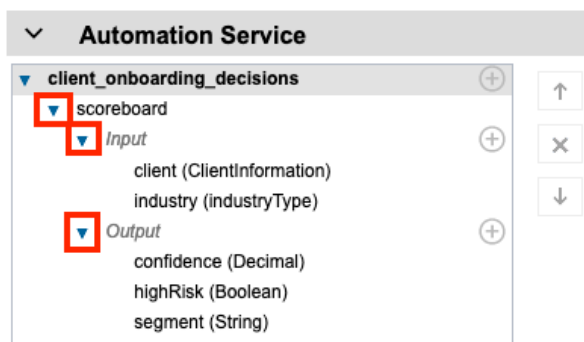 Automation Service
client_onboarding_decisions
scoreboard
Input
client (ClientInformation)
industry (industryType)
Output
confidence (Decimal)
highRisk (Boolean)
segment (String)